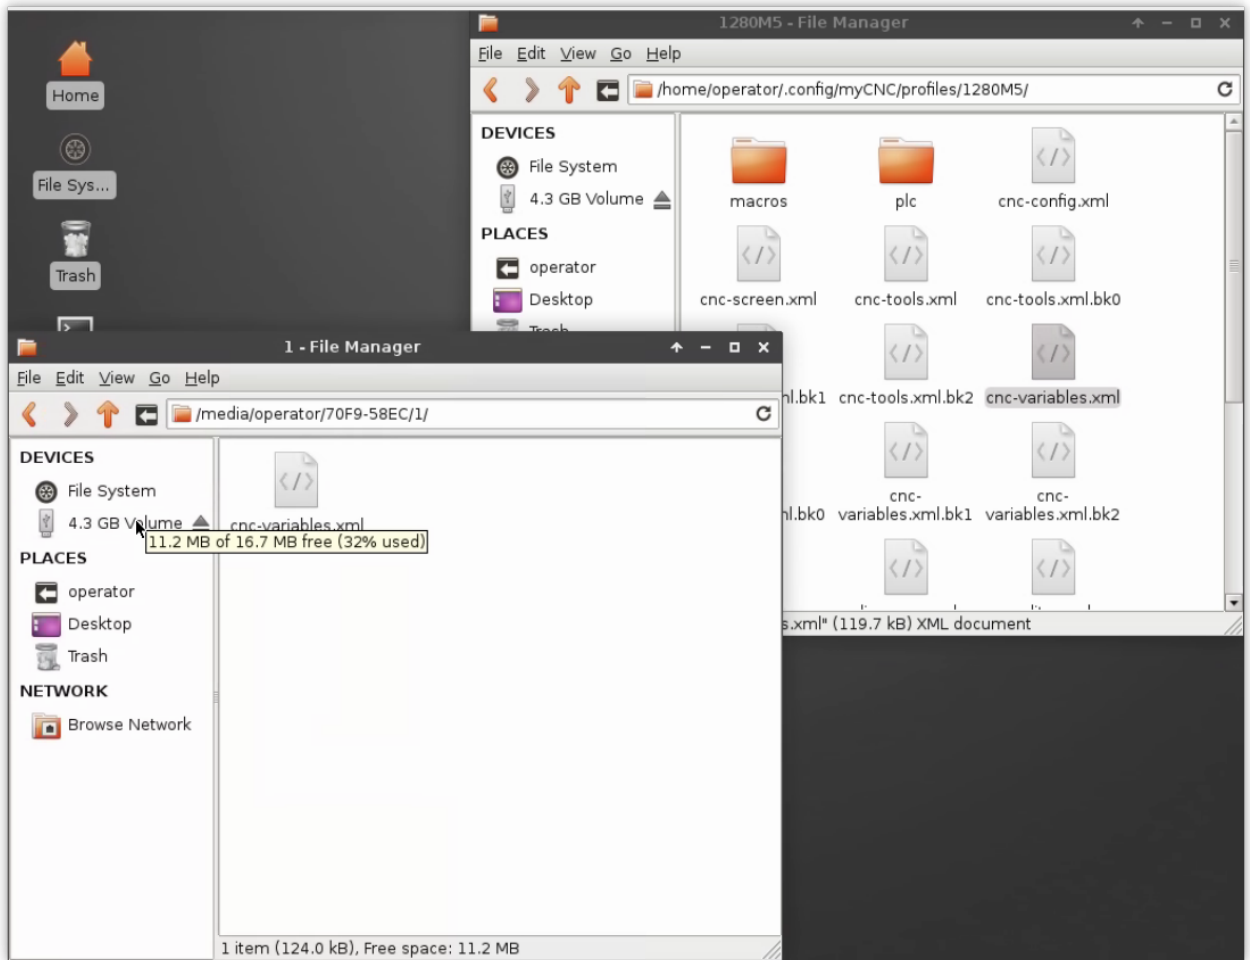 Home
File Sys...
Trash
1280M5 - File Manager
File Edit View Go Help
/home/operator/.config/myCNC/profiles/1280M5/
DEVICES
File System
4.3 GB Volume
PLACES
operator
Desktop
Trash
macros
plc
cnc-config.xml
cnc-screen.xml
cnc-tools.xml
cnc-tools.xml.bk0
ml.bk1
cnc-tools.xml.bk2
cnc-variables.xml
ml.bk0
cnc-
variables.xml.bk1
cnc-
variables.xml.bk2
s.xml" (119.7 kB) XML document
1 - File Manager
File Edit View Go Help
/media/operator/70F9-58EC/1/
DEVICES
File System
4.3 GB Volume
PLACES
operator
Desktop
Trash
NETWORK
Browse Network
cnc-variables.xml
11.2 MB of 16.7 MB free (32% used)
1 item (124.0 kB), Free space: 11.2 MB